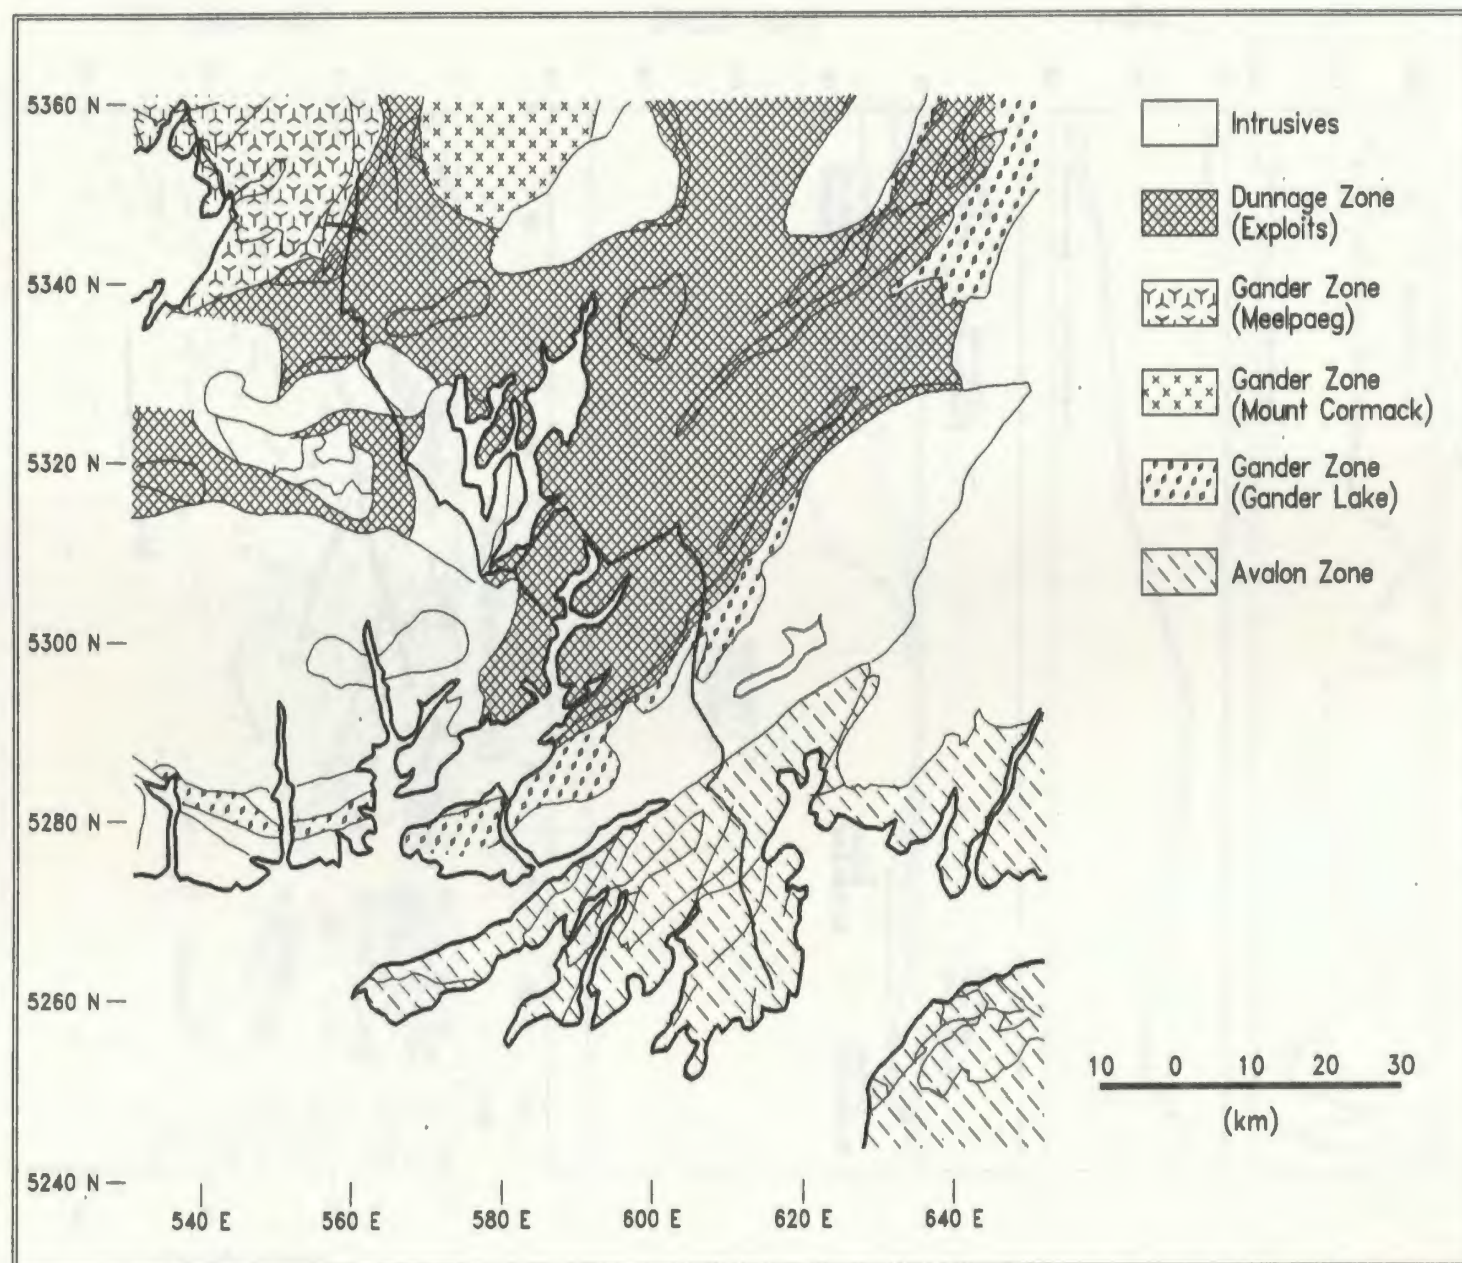 5360 N
5340 N
5320 N
5300 N
5280 N
5260 N
5240 N
540 E 560 E 580 E 600 E 620 E 640 E
Intrusives
Dunnage Zone
(Exploits)
Gander Zone
(Meelpaeg)
Gander Zone
(Mount Cormack)
Gander Zone
(Gander Lake)
Avalon Zone
10 0 10 20 30
(km)